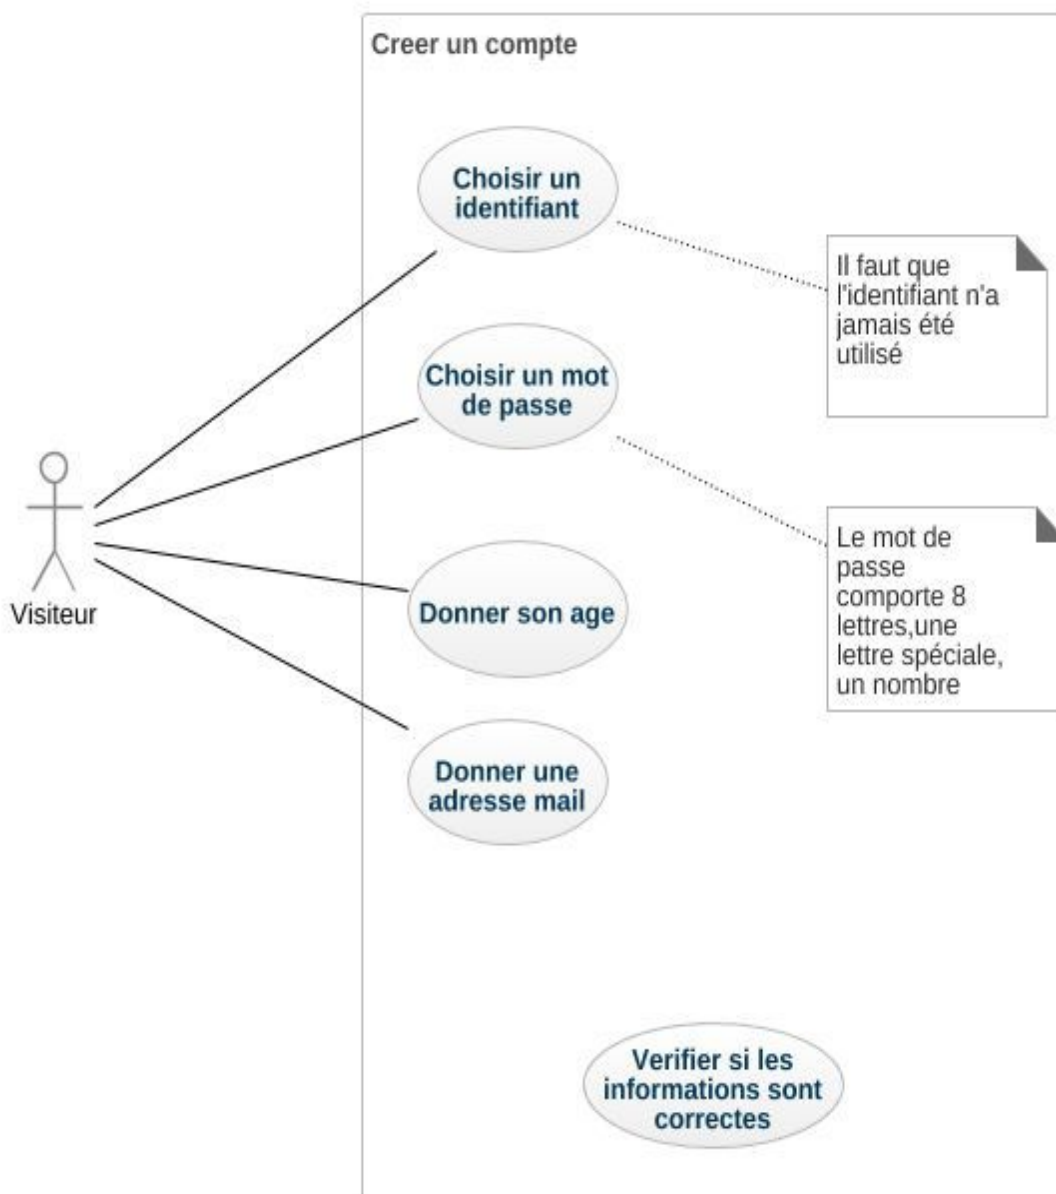 Creer un compte
Choisir un
identifiant
Il faut que
l'identifiant n'a
jamais été
utilisé
Choisir un mot
de passe
Visiteur
Le mot de
passe
comporte 8
lettres,une
lettre spéciale,
un nombre
Donner son age
Donner une
adresse mail
Verifier si les
informations sont
correctes